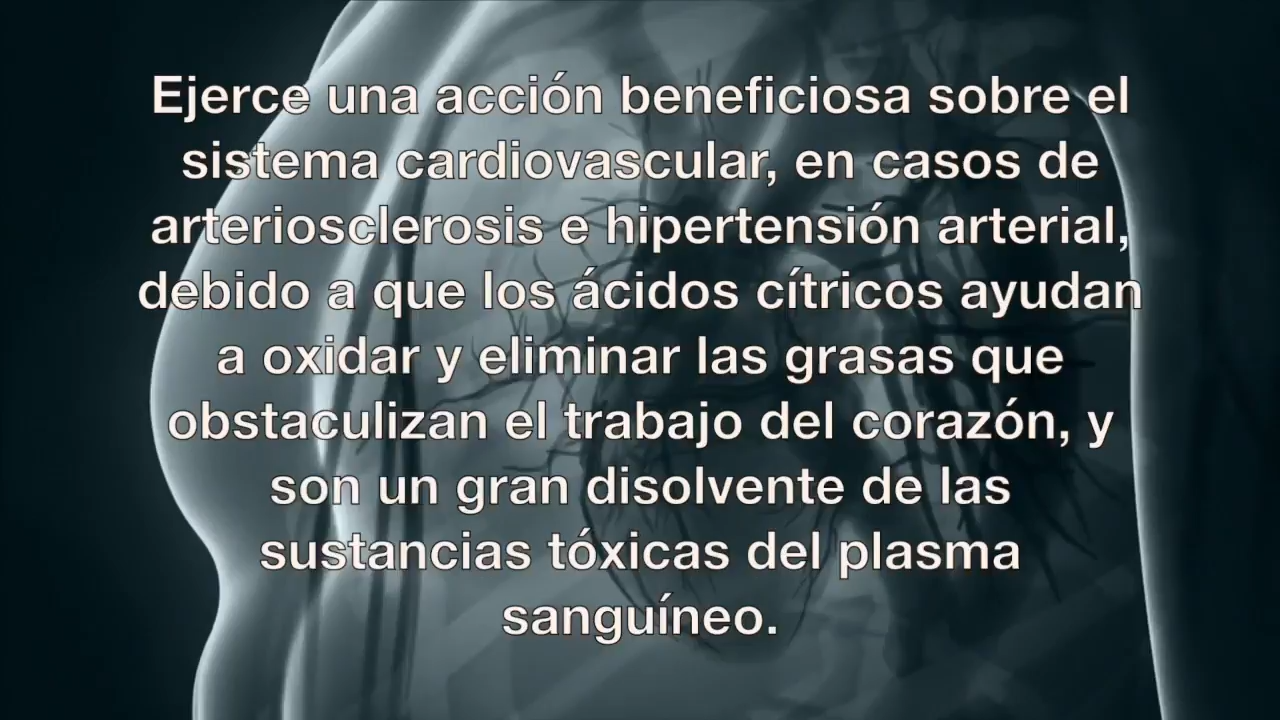 Ejerce una acción beneficiosa sobre el
sistema cardiovascular, en casos de
arteriosclerosis e hipertensión arterial,
debido a que los ácidos cítricos ayudan
a oxidar y eliminar las grasas que
obstaculizan el trabajo del corazón, y
son un gran disolvente de las
sustancias tóxicas del plasma
sanguíneo.